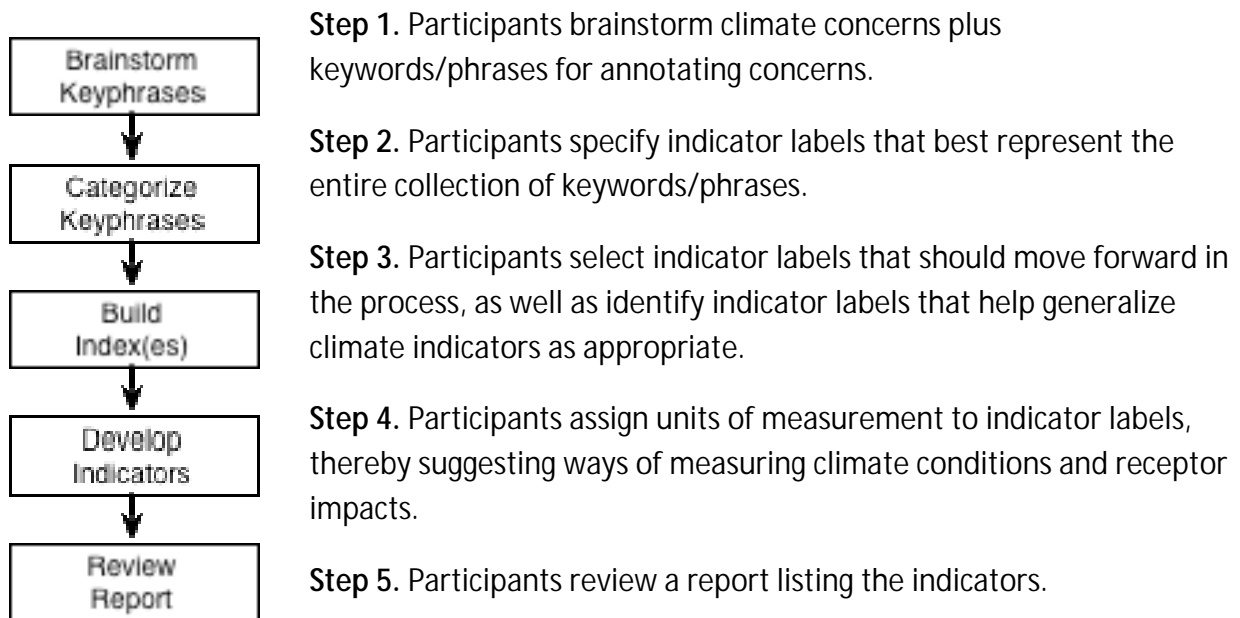 Brainstorm
Keyphrases
Categorize
Keyphrases
Build
Index(es)
Develop
Indicators
Review
Report
Step 1. Participants brainstorm climate concerns plus
keywords/phrases for annotating concerns.
Step 2. Participants specify indicator labels that best represent the
entire collection of keywords/phrases.
Step 3. Participants select indicator labels that should move forward in
the process, as well as identify indicator labels that help generalize
climate indicators as appropriate.
Step 4. Participants assign units of measurement to indicator labels,
thereby suggesting ways of measuring climate conditions and receptor
impacts.
Step 5. Participants review a report listing the indicators.